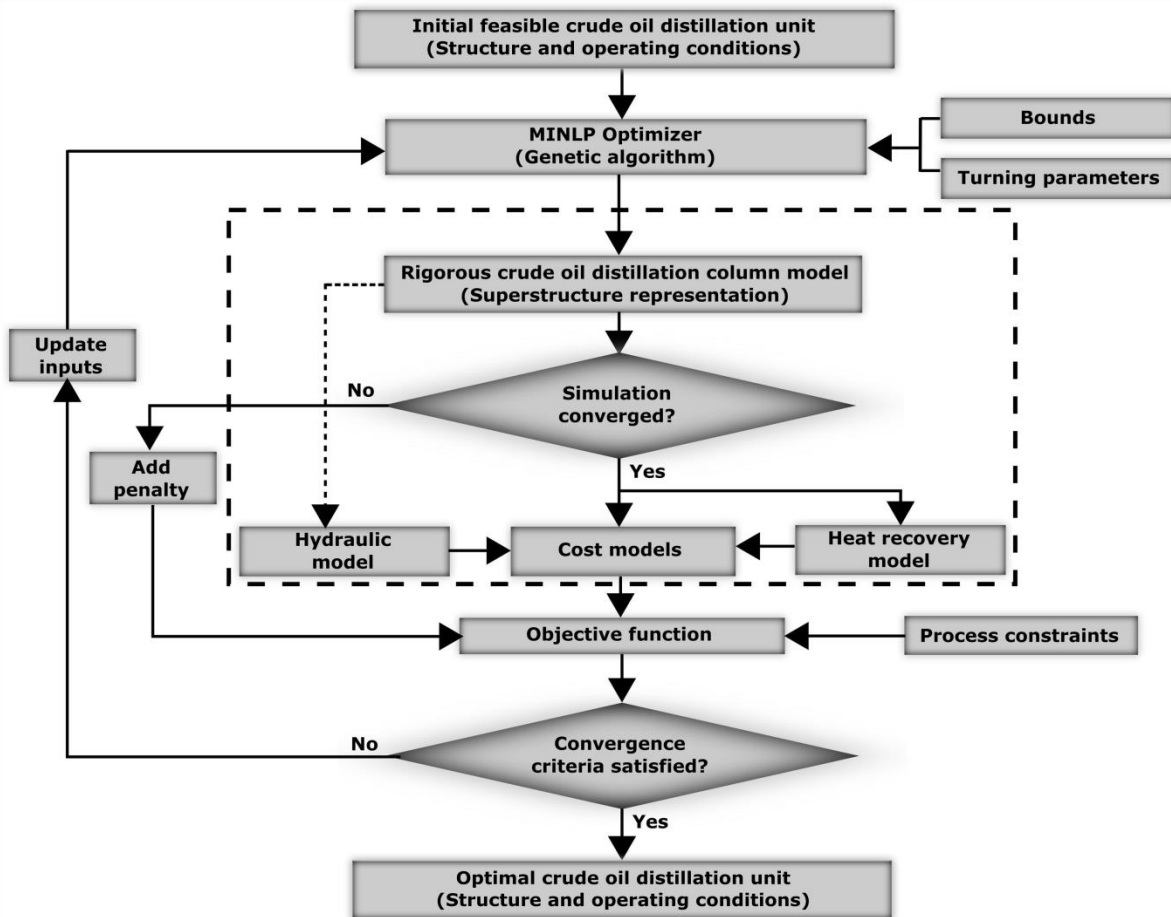 Initial feasible crude oil distillation unit
(Structure and operating conditions)
MINLP Optimizer
(Genetic algorithm)
Bounds
Turning parameters
Rigorous crude oil distillation column model
(Superstructure representation)
Update
inputs
No
Simulation
converged?
Add
penalty
Yes
Hydraulic
model
Cost models
Heat recovery
model
Objective function
Process constraints
No
Convergence
criteria satisfied?
Yes
Optimal crude oil distillation unit
(Structure and operating conditions)